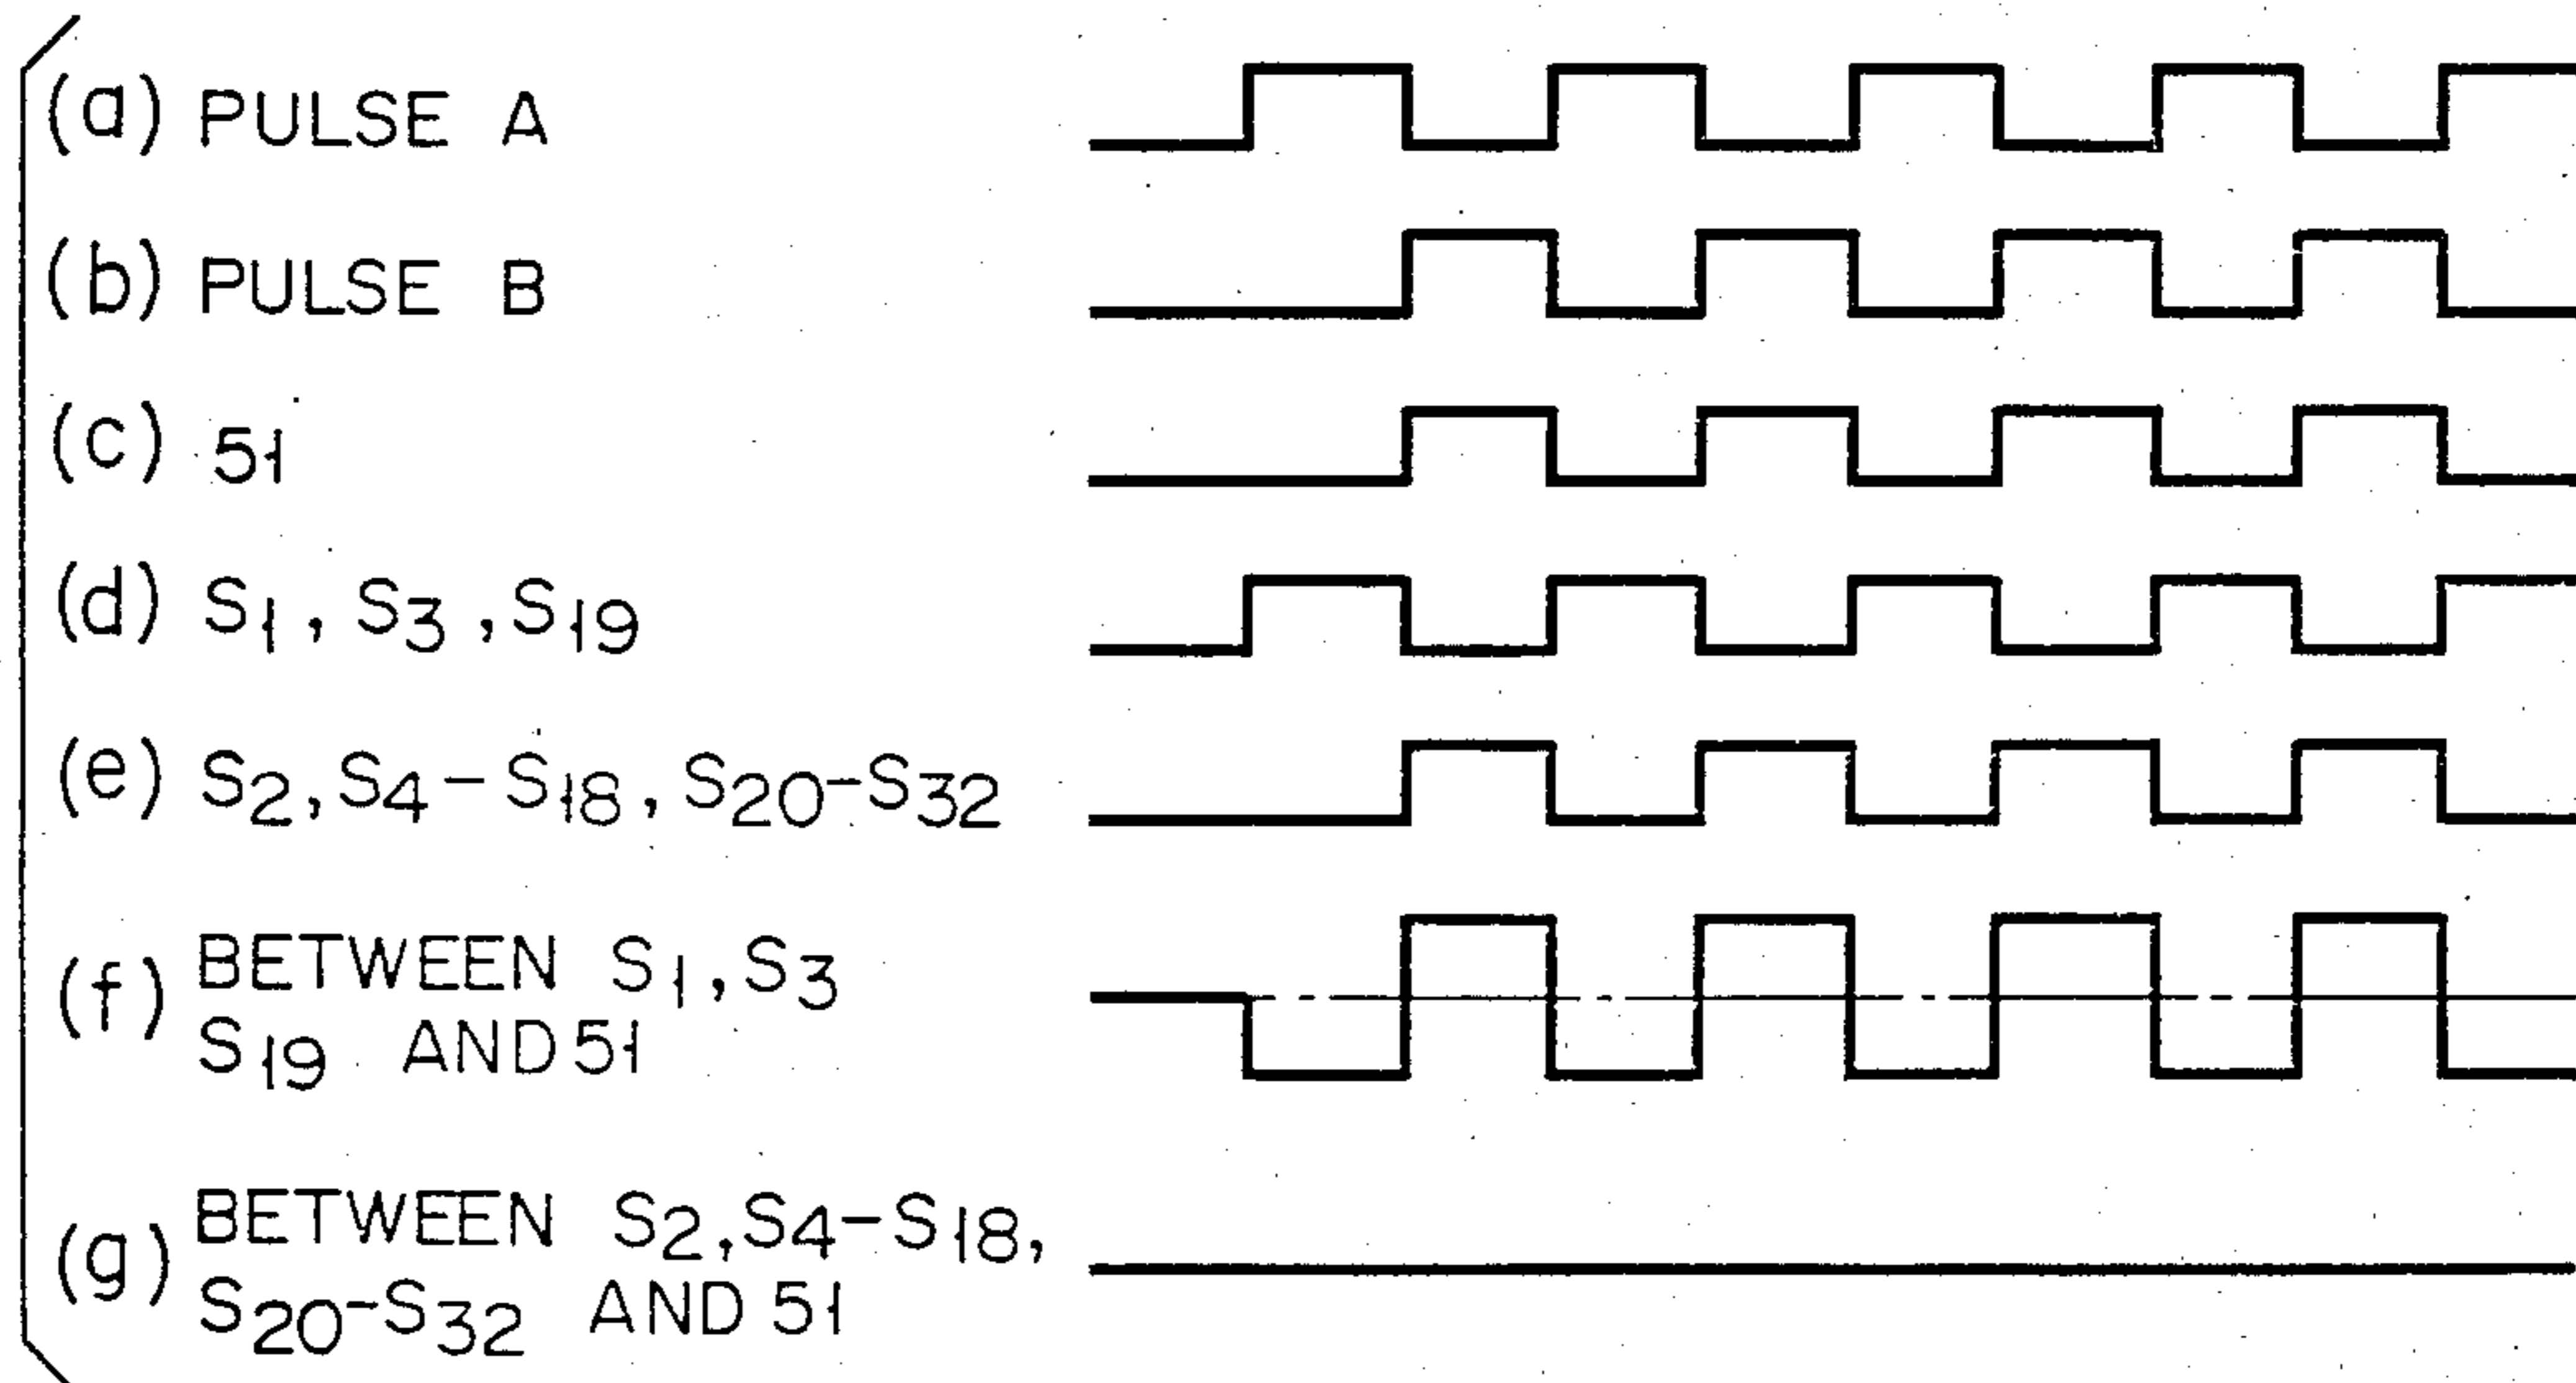 (a) PULSE A
(b) PULSE B
(c) 51
(d) S1, S3, S19
(e) S2, S4-S18, S20-S32
(f) BETWEEN S1, S3
S19 AND 51
(g) BETWEEN S2, S4-S18,
S20-S32 AND 51